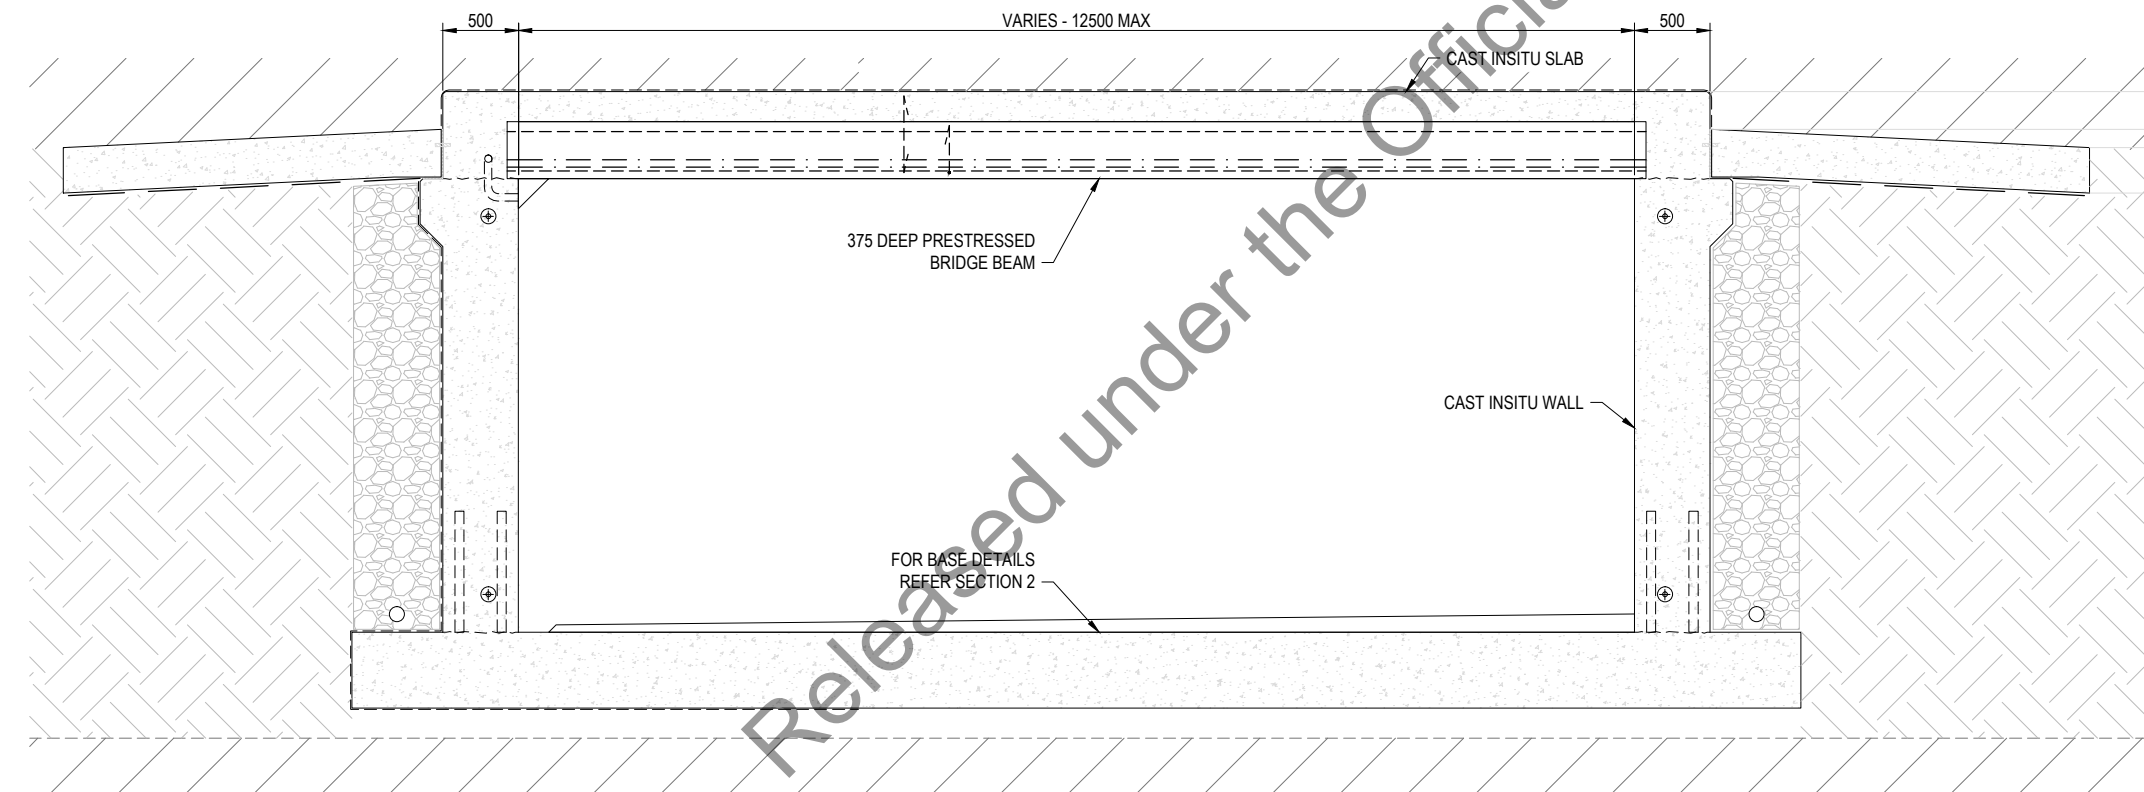 500
VARIES - 12500 MAX
500
CAST INSITU SLAB
375 DEEP PRESTRESSED
BRIDGE BEAM
CAST INSITU WALL
FOR BASE DETAILS
REFER SECTION 2
Released under the Official